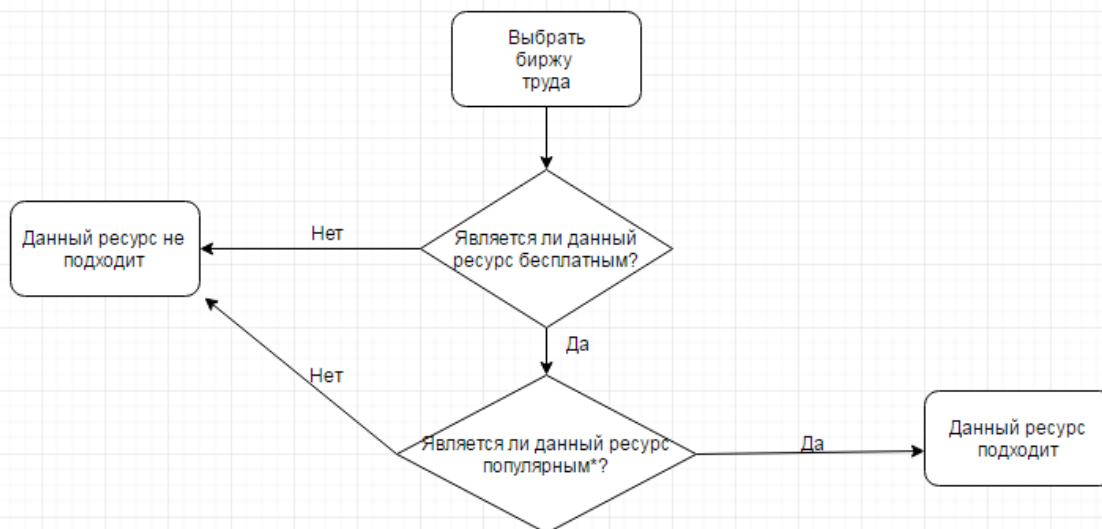 Выбрать
биржу
труда
Данный ресурс не
подходит
Нет
Является ли данный
ресурс бесплатным?
Да
Нет
Является ли данный ресурс
популярным*?
Да
Данный ресурс
подходит